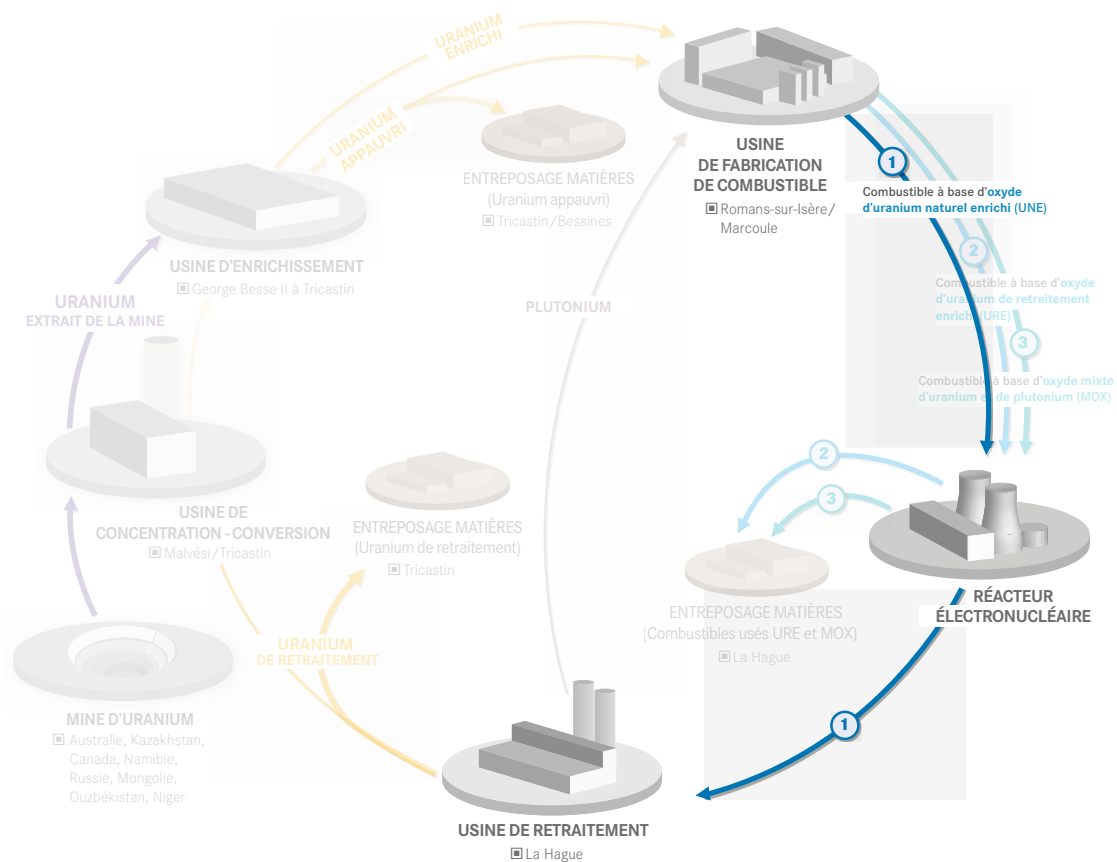 URANIUM
ENRICHI
URANIUM
APPAUVRI
ENTREPOSAGE MATIÈRES
(Uranium appauvri)
▣ Tricastin/Bessines
USINE
DE FABRICATION
DE COMBUSTIBLE
▣ Romans-sur-Isère/
Marcoule
1
Combustible à base d'oxyde
d'uranium naturel enrichi (UNE)
2
Combustible à base d'oxyde
d'uranium de retraitement
enrichi (URE)
3
Combustible à base d'oxyde mixte
d'uranium et de plutonium (MOX)
USINE D'ENRICHISSEMENT
▣ George Besse II à Tricastin
URANIUM
EXTRAIT DE LA MINE
PLUTONIUM
USINE DE
CONCENTRATION - CONVERSION
▣ Malvési/Tricastin
ENTREPOSAGE MATIÈRES
(Uranium de retraitement)
▣ Tricastin
2
3
ENTREPOSAGE MATIÈRES
(Combustibles usés URE et MOX)
▣ La Hague
RÉACTEUR
ÉLECTRONUCLÉAIRE
URANIUM
DE RETRAITEMENT
MINE D'URANIUM
▣ Australie, Kazakhstan,
Canada, Namibie,
Russie, Mongolie,
Ouzbékistan, Niger
1
USINE DE RETRAITEMENT
▣ La Hague